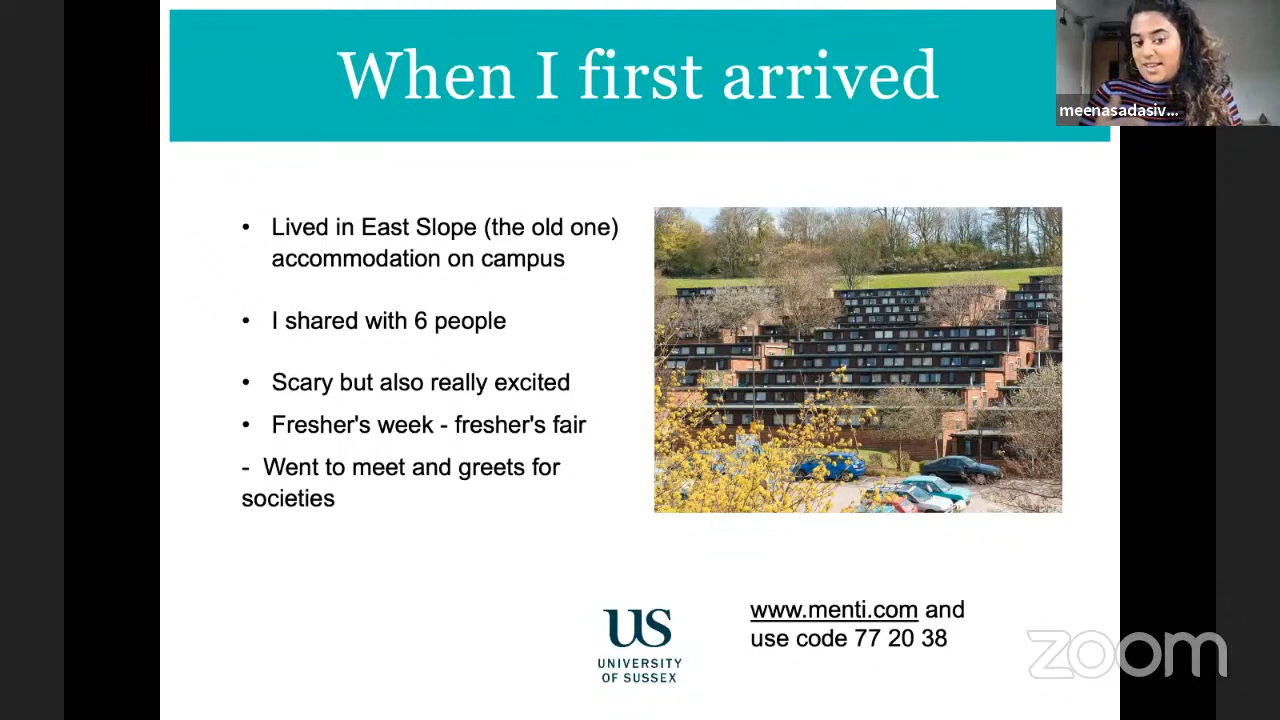 When I first arrived
meenasadasiv...
• Lived in East Slope (the old one)
accommodation on campus
• I shared with 6 people
• Scary but also really excited
• Fresher's week - fresher's fair
- Went to meet and greets for
societies
US
UNIVERSITY
OF SUSSEX
www.menti.com and
use code 77 20 38
zoom